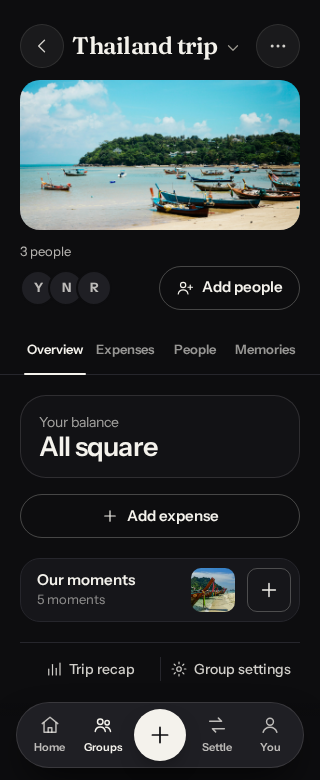 Thailand trip
3 people
Y N R
Add people
Overview Expenses People Memories
Your balance
All square
Add expense
Our moments
5 moments
Trip recap Group settings
Home Groups Settle You